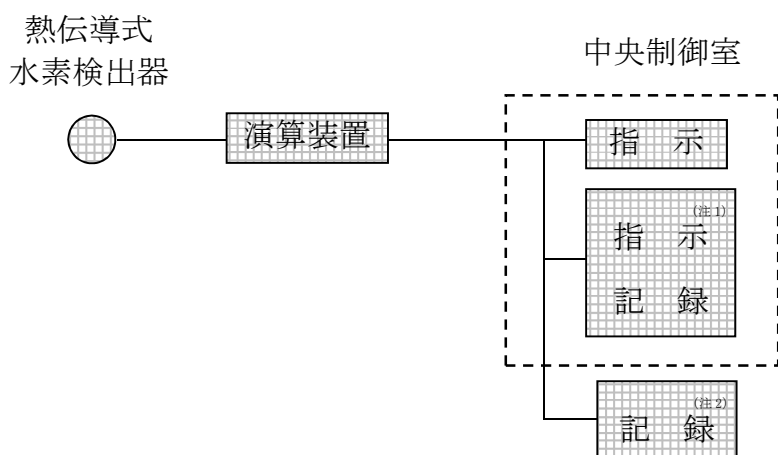 熱伝導式
水素検出器
中央制御室
演算装置
指 示
(注1)
指 示
記 録
(注2)
記 録